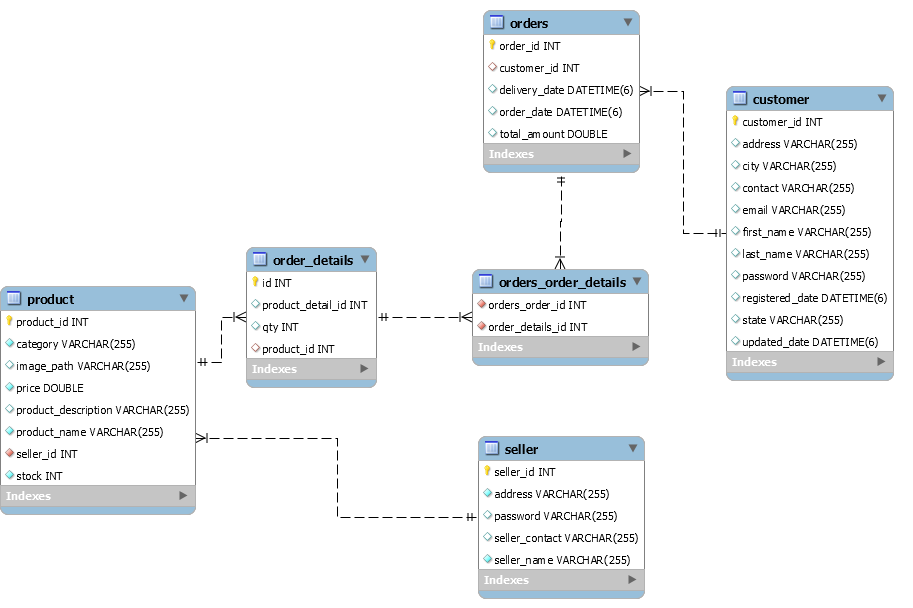 orders
order_id INT
customer_id INT
delivery_date DATETIME(6)
order_date DATETIME(6)
total_amount DOUBLE
Indexes
customer
customer_id INT
address VARCHAR(255)
city VARCHAR(255)
contact VARCHAR(255)
email VARCHAR(255)
first_name VARCHAR(255)
last_name VARCHAR(255)
password VARCHAR(255)
registered_date DATETIME(6)
state VARCHAR(255)
updated_date DATETIME(6)
Indexes
order_details
id INT
product_detail_id INT
qty INT
product_id INT
Indexes
orders_order_details
orders_order_id INT
order_details_id INT
Indexes
product
product_id INT
category VARCHAR(255)
image_path VARCHAR(255)
price DOUBLE
product_description VARCHAR(255)
product_name VARCHAR(255)
seller_id INT
stock INT
Indexes
seller
seller_id INT
address VARCHAR(255)
password VARCHAR(255)
seller_contact VARCHAR(255)
seller_name VARCHAR(255)
Indexes